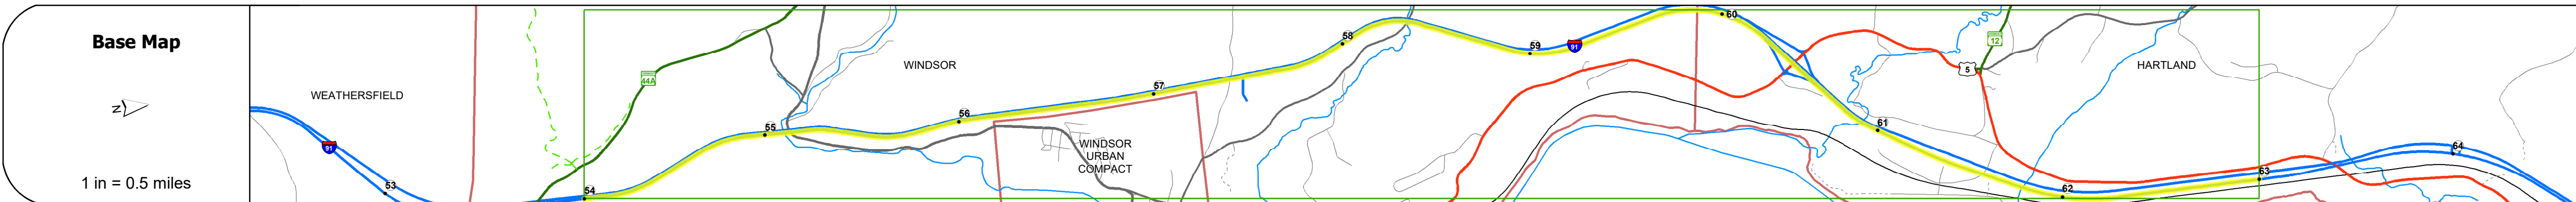 Base Map
N
1 in = 0.5 miles
WEATHERSFIELD
91
53
54
44A
55
WINDSOR
56
57
WINDSOR
URBAN
COMPACT
58
59
91
60
61
5
12
HARTLAND
62
63
64